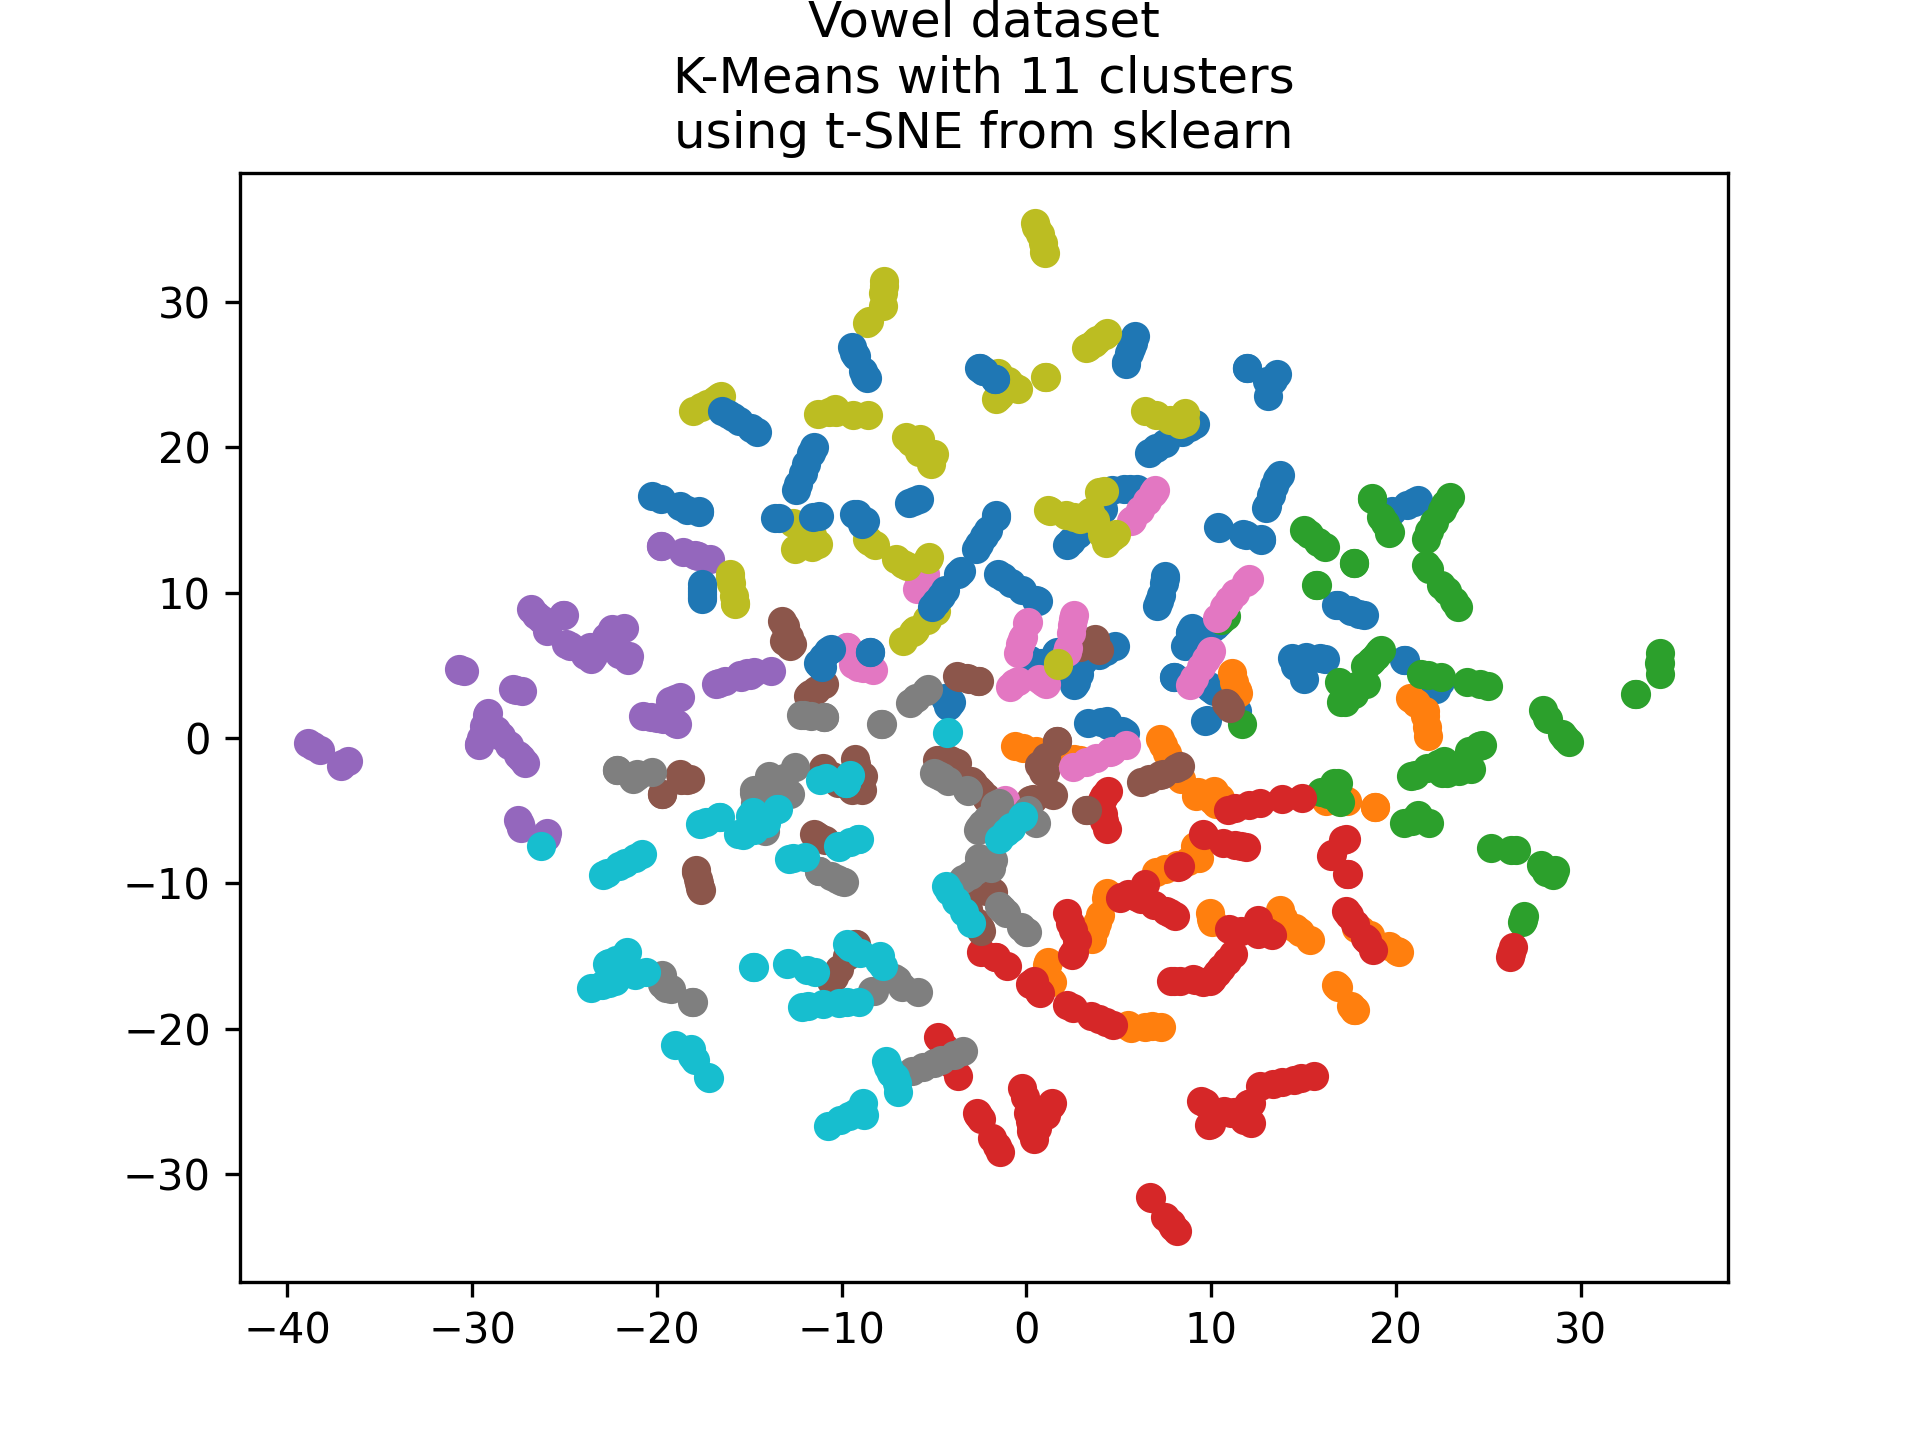 Vowel dataset
K-Means with 11 clusters
using t-SNE from sklearn
30
20
10
0
−10
−20
−30
−40 −30 −20 −10 0 10 20 30